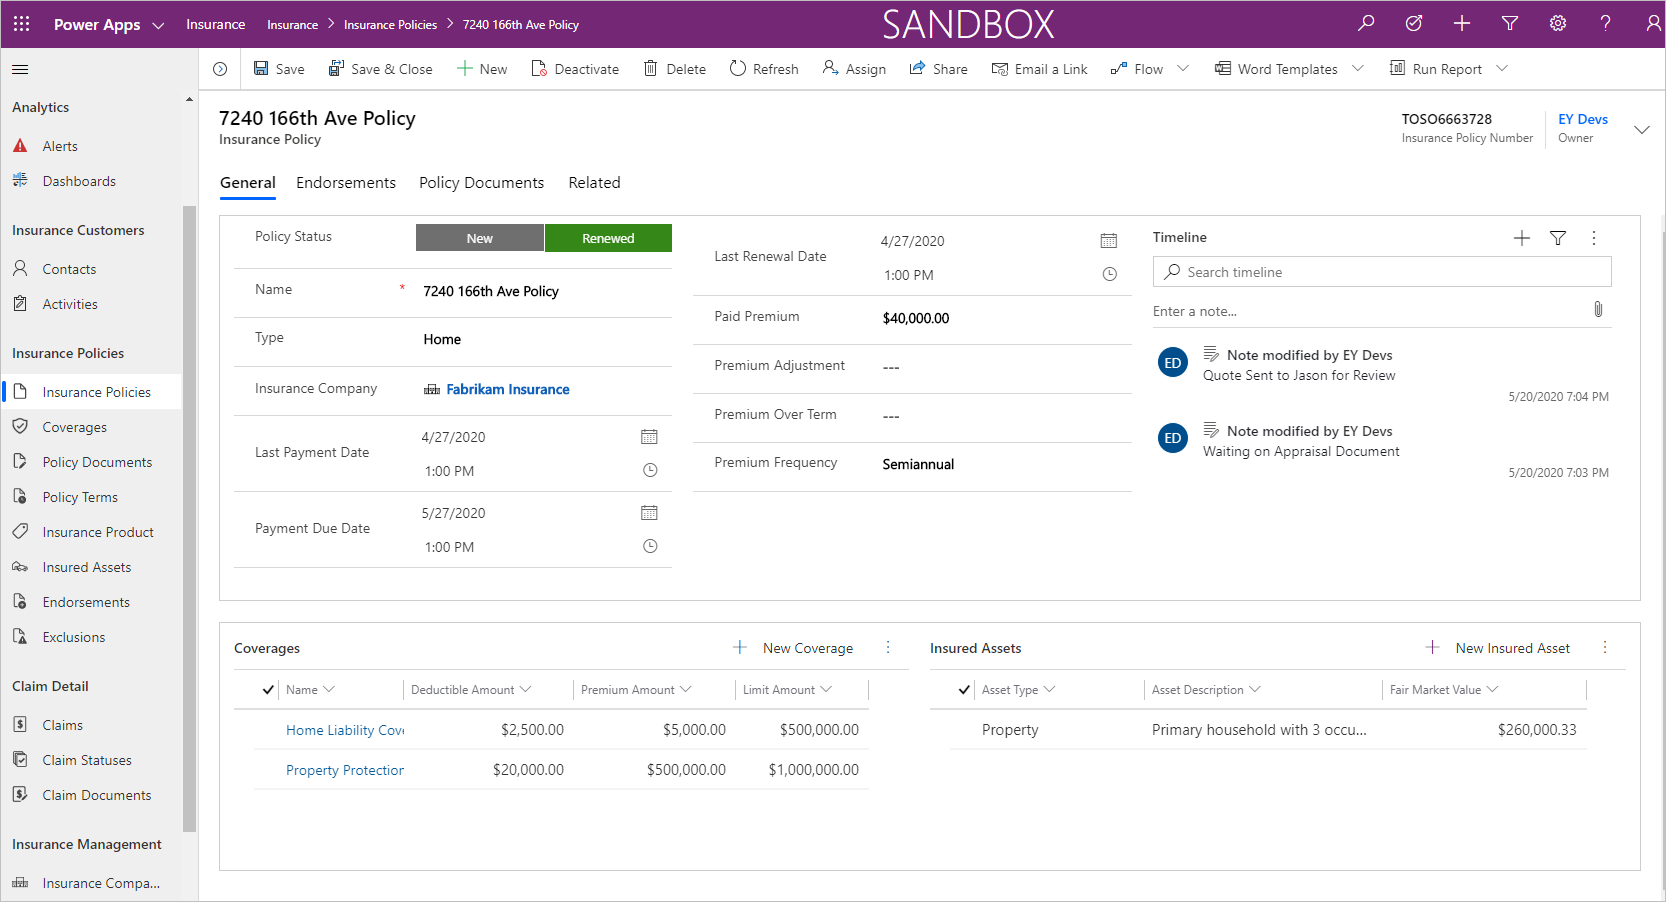 Power Apps Insurance Insurance > Insurance Policies > 7240 166th Ave Policy SANDBOX
Save Save & Close New Deactivate Delete Refresh Assign Share Email a Link Flow Word Templates Run Report
Analytics
Alerts
Dashboards
Insurance Customers
Contacts
Activities
Insurance Policies
Insurance Policies
Coverages
Policy Documents
Policy Terms
Insurance Product
Insured Assets
Endorsements
Exclusions
Claim Detail
Claims
Claim Statuses
Claim Documents
Insurance Management
Insurance Compa...
7240 166th Ave Policy
Insurance Policy
TOSO6663728
Insurance Policy Number
EY Devs
Owner
General Endorsements Policy Documents Related
Policy Status New Renewed
Name * 7240 166th Ave Policy
Type Home
Insurance Company Fabrikam Insurance
Last Payment Date 4/27/2020
1:00 PM
Payment Due Date 5/27/2020
1:00 PM
Last Renewal Date 4/27/2020
1:00 PM
Paid Premium $40,000.00
Premium Adjustment ---
Premium Over Term ---
Premium Frequency Semiannual
Timeline
Search timeline
Enter a note...
ED Note modified by EY Devs
Quote Sent to Jason for Review
5/20/2020 7:04 PM
ED Note modified by EY Devs
Waiting on Appraisal Document
5/20/2020 7:03 PM
Coverages New Coverage
Name Deductible Amount Premium Amount Limit Amount
Home Liability Cove $2,500.00 $5,000.00 $500,000.00
Property Protection $20,000.00 $500,000.00 $1,000,000.00
Insured Assets New Insured Asset
Asset Type Asset Description Fair Market Value
Property Primary household with 3 occu... $260,000.33